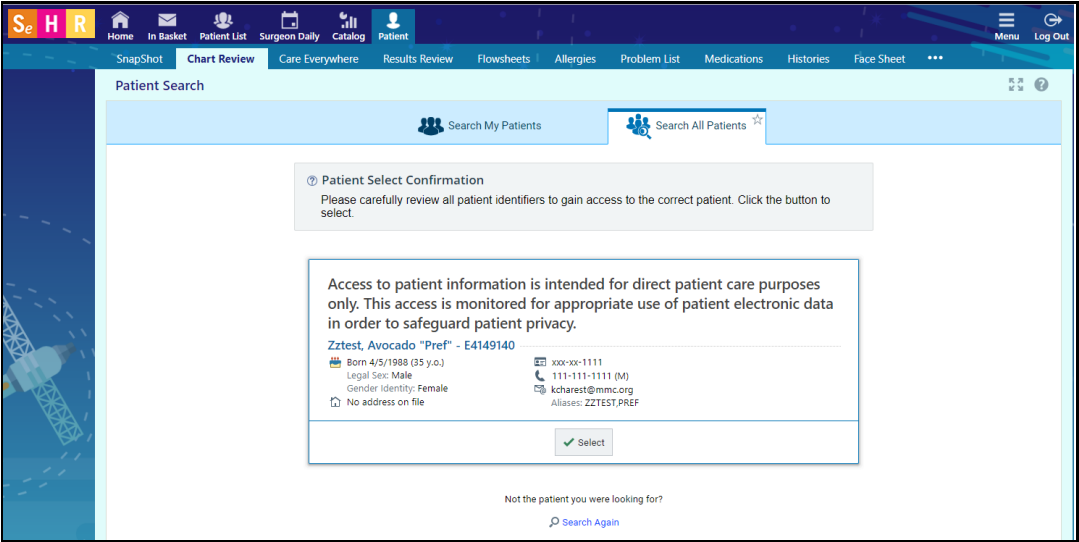 SeHR
Home In Basket Patient List Surgeon Daily Catalog Patient Menu Log Out
SnapShot Chart Review Care Everywhere Results Review Flowsheets Allergies Problem List Medications Histories Face Sheet •••
Patient Search
Search My Patients Search All Patients
Patient Select Confirmation
Please carefully review all patient identifiers to gain access to the correct patient. Click the button to
select.
Access to patient information is intended for direct patient care purposes
only. This access is monitored for appropriate use of patient electronic data
in order to safeguard patient privacy.
Zztest, Avocado "Pref" - E4149140
Born 4/5/1988 (35 y.o.) xxx-xx-1111
Legal Sex: Male 111-111-1111 (M)
Gender Identity: Female kcharest@mmc.org
No address on file Aliases: ZZTEST,PREF
Select
Not the patient you were looking for?
Search Again